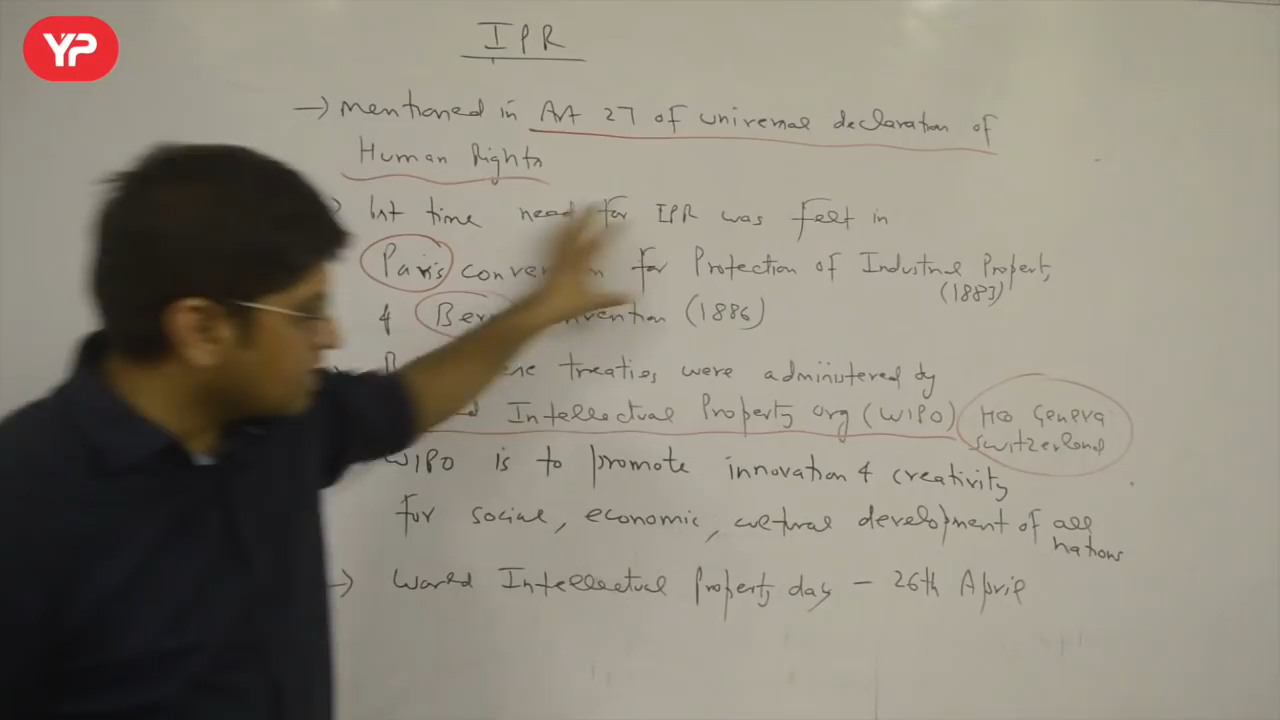 YP
IPR
→ mentioned in Art 27 of universal declaration of
Human Rights
1st time need for IPR was felt in
Paris convention for Protection of Industrial Property
(1883)
& Convention (1886)
treaties were administered by
Intellectual Property Org (WIPO) HQ Geneva
Switzerland
WIPO is to promote innovation & creativity
for social, economic, cultural development of all
nations
→ World Intellectual Property day - 26th April